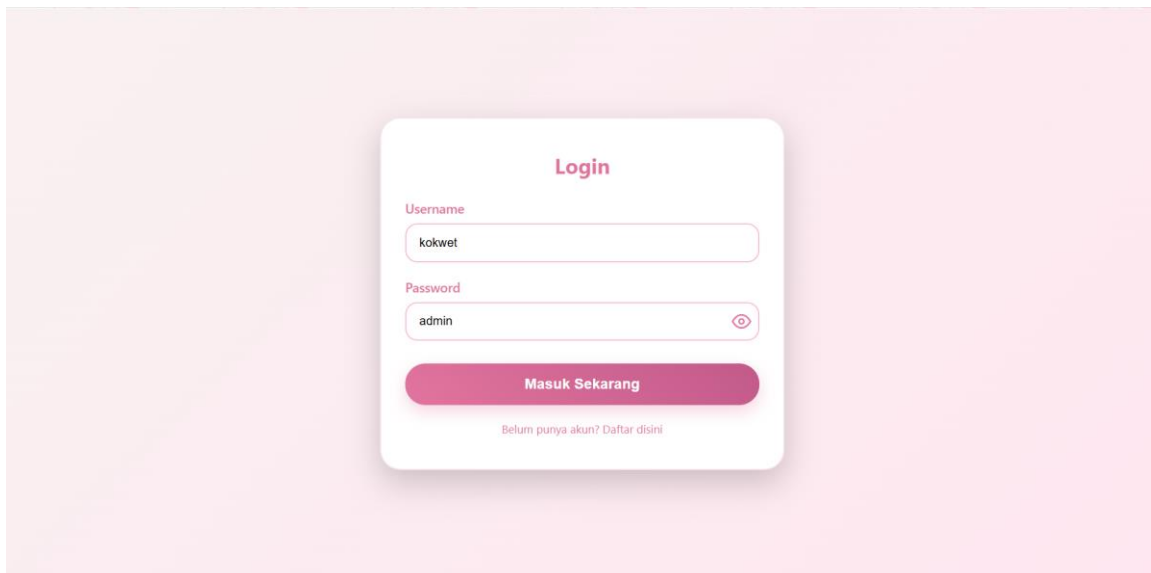 Login
Username
kokwet
Password
admin
Masuk Sekarang
Belum punya akun? Daftar disini